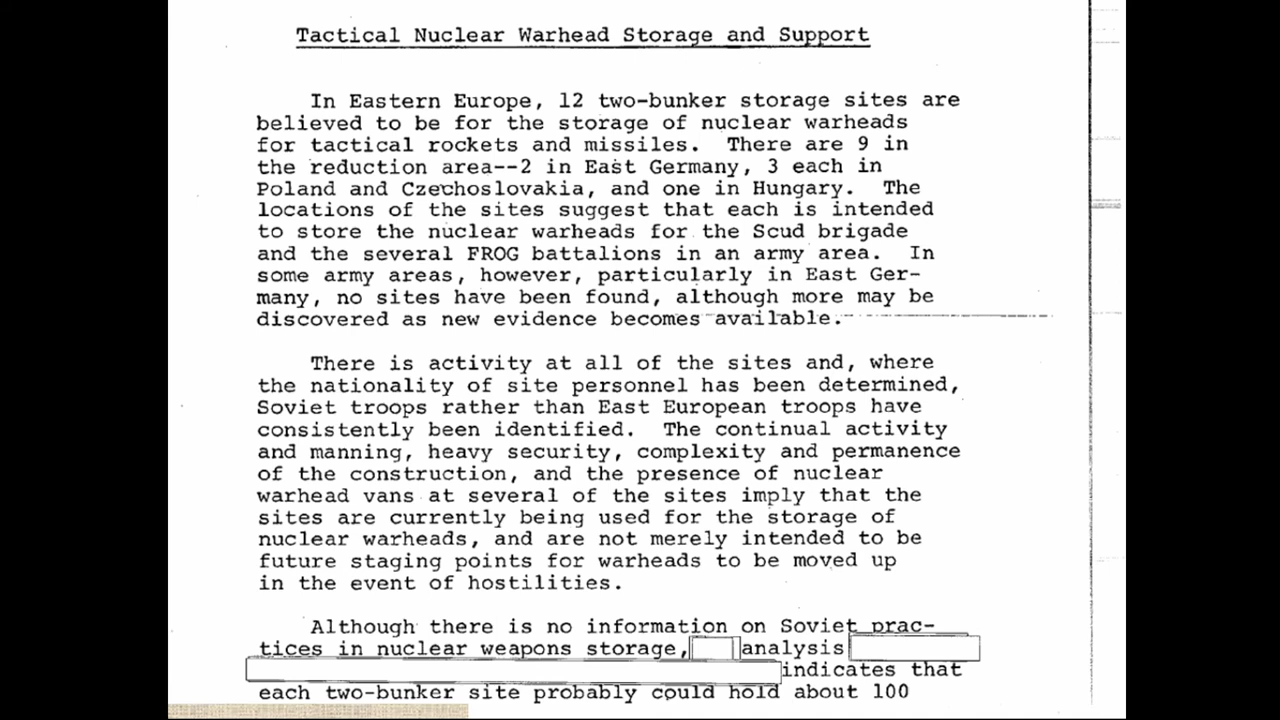 Tactical Nuclear Warhead Storage and Support
In Eastern Europe, 12 two-bunker storage sites are
believed to be for the storage of nuclear warheads
for tactical rockets and missiles. There are 9 in
the reduction area--2 in East Germany, 3 each in
Poland and Czechoslovakia, and one in Hungary. The
locations of the sites suggest that each is intended
to store the nuclear warheads for the Scud brigade
and the several FROG battalions in an army area. In
some army areas, however, particularly in East Ger-
many, no sites have been found, although more may be
discovered as new evidence becomes available.
There is activity at all of the sites and, where
the nationality of site personnel has been determined,
Soviet troops rather than East European troops have
consistently been identified. The continual activity
and manning, heavy security, complexity and permanence
of the construction, and the presence of nuclear
warhead vans at several of the sites imply that the
sites are currently being used for the storage of
nuclear warheads, and are not merely intended to be
future staging points for warheads to be moved up
in the event of hostilities.
Although there is no information on Soviet prac-
tices in nuclear weapons storage, analysis
indicates that
each two-bunker site probably could hold about 100